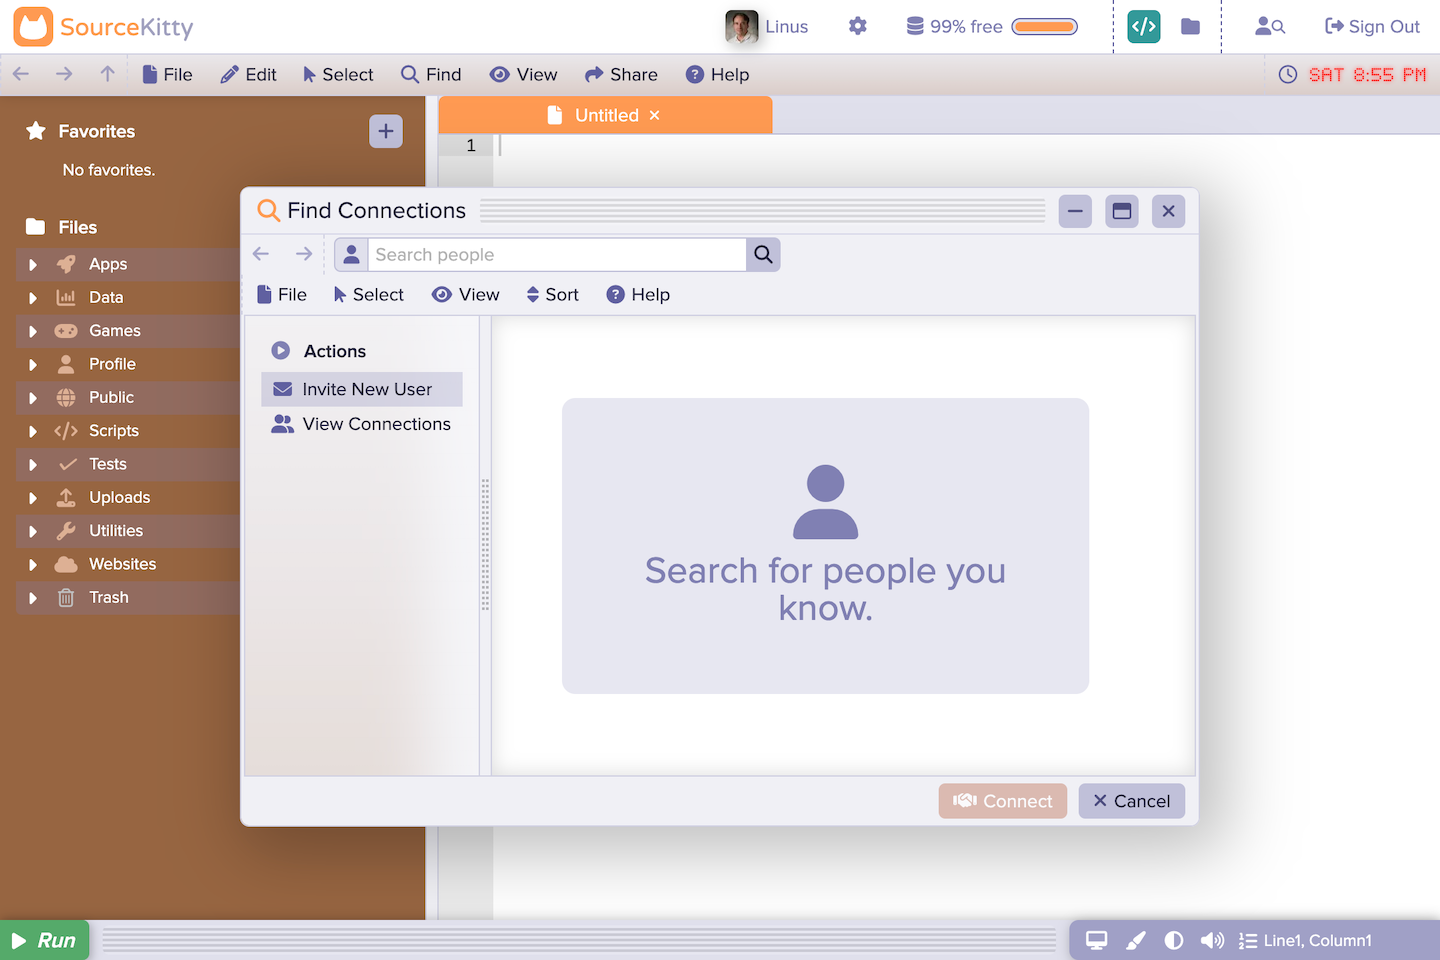 SourceKitty
Linus
99% free
Sign Out
File
Edit
Select
Find
View
Share
Help
SAT 8:55 PM
Favorites
No favorites.
Files
Apps
Data
Games
Profile
Public
Scripts
Tests
Uploads
Utilities
Websites
Trash
Untitled
1
Find Connections
Search people
File
Select
View
Sort
Help
Actions
Invite New User
View Connections
Search for people you
know.
Connect
Cancel
Run
Line1, Column1